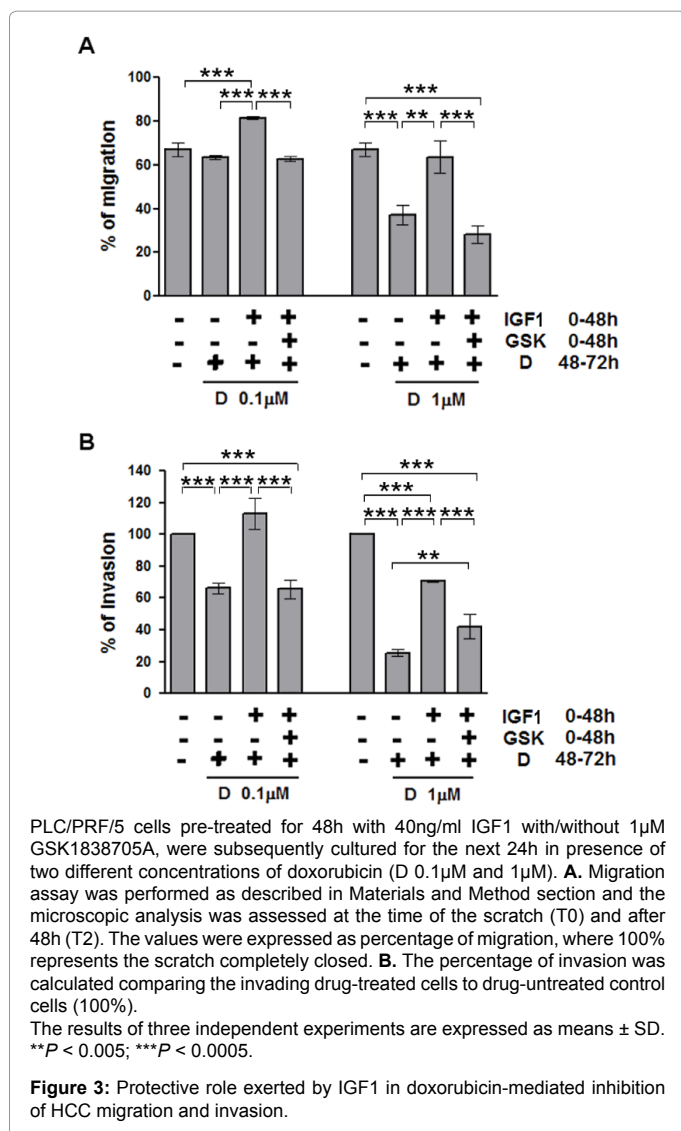 A
***
*** ***
***
*** ** ***
100
80
60
40
20
0
% of migration
- - + + - - + + IGF1 0-48h
- - - + - - - + GSK 0-48h
- + + + - + + + D 48-72h
D 0.1µM D 1µM
B
***
*** *** ***
***
***
*** *** ***
**
140
120
100
80
60
40
20
0
% of Invasion
- - + + - - + + IGF1 0-48h
- - - + - - - + GSK 0-48h
- + + + - + + + D 48-72h
D 0.1µM D 1µM
PLC/PRF/5 cells pre-treated for 48h with 40ng/ml IGF1 with/without 1µM
GSK1838705A, were subsequently cultured for the next 24h in presence of
two different concentrations of doxorubicin (D 0.1µM and 1µM). A. Migration
assay was performed as described in Materials and Method section and the
microscopic analysis was assessed at the time of the scratch (T0) and after
48h (T2). The values were expressed as percentage of migration, where 100%
represents the scratch completely closed. B. The percentage of invasion was
calculated comparing the invading drug-treated cells to drug-untreated control
cells (100%).
The results of three independent experiments are expressed as means ± SD.
**P < 0.005; ***P < 0.0005.
Figure 3: Protective role exerted by IGF1 in doxorubicin-mediated inhibition
of HCC migration and invasion.